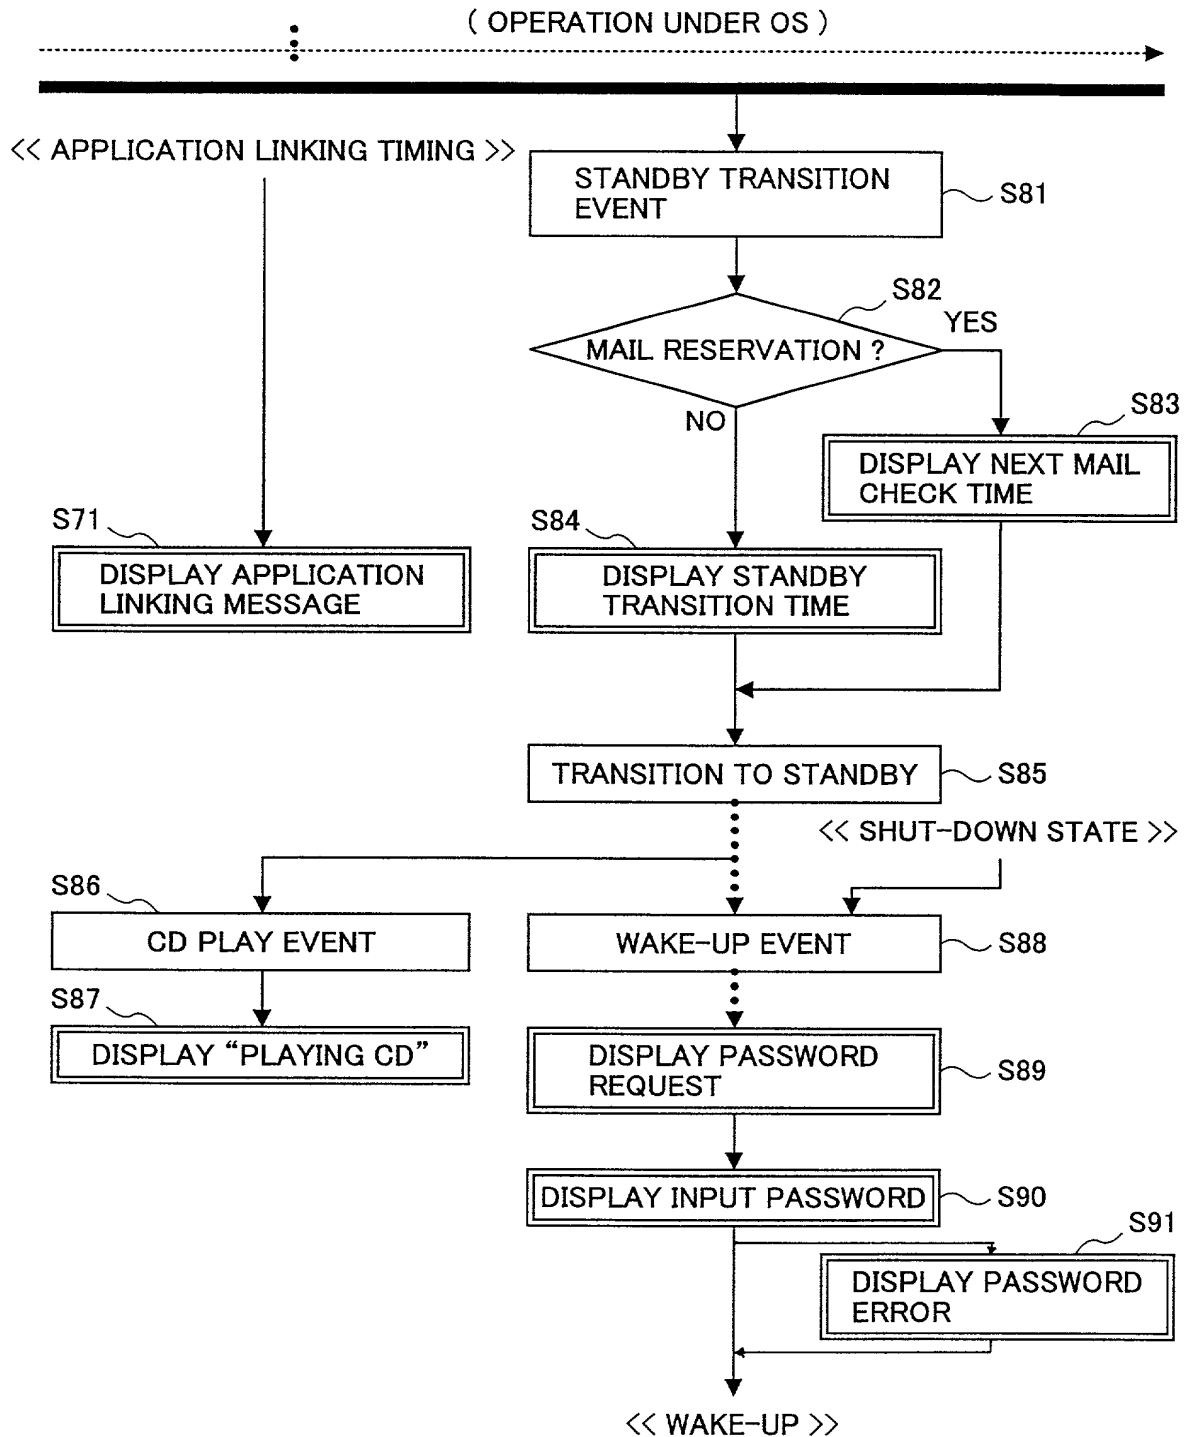 ( OPERATION UNDER OS )
<< APPLICATION LINKING TIMING >>
STANDBY TRANSITION
EVENT
S81
S82
MAIL RESERVATION ?
YES
NO
S83
DISPLAY NEXT MAIL
CHECK TIME
S71
DISPLAY APPLICATION
LINKING MESSAGE
S84
DISPLAY STANDBY
TRANSITION TIME
TRANSITION TO STANDBY
S85
<< SHUT-DOWN STATE >>
S86
CD PLAY EVENT
WAKE-UP EVENT
S88
S87
DISPLAY “PLAYING CD”
DISPLAY PASSWORD
REQUEST
S89
DISPLAY INPUT PASSWORD
S90
S91
DISPLAY PASSWORD
ERROR
<< WAKE-UP >>